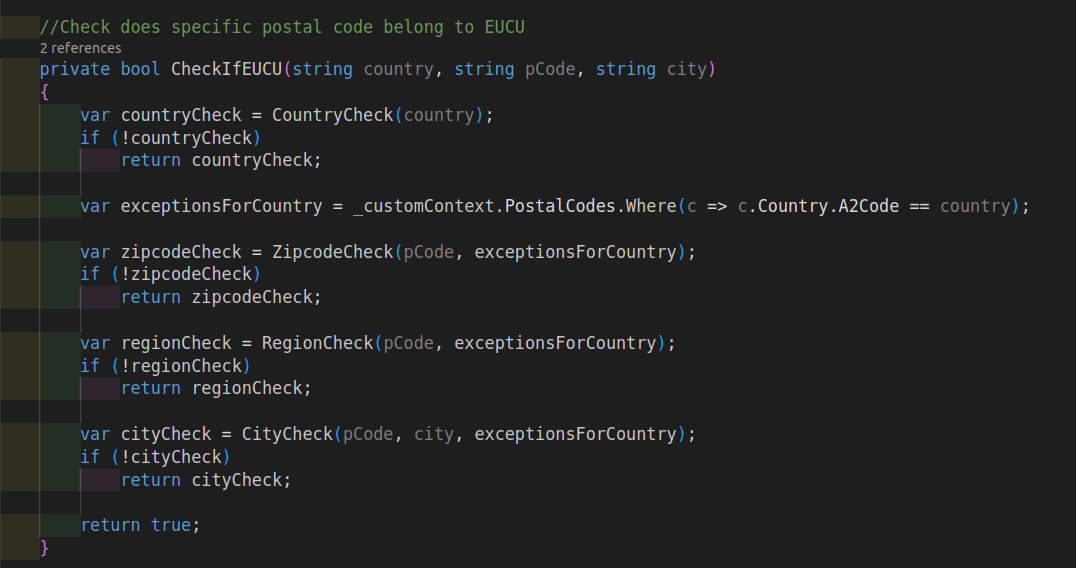 //Check does specific postal code belong to EUCU
2 references
private bool CheckIfEUCU(string country, string pCode, string city)
{
    var countryCheck = CountryCheck(country);
    if (!countryCheck)
        return countryCheck;

    var exceptionsForCountry = _customContext.PostalCodes.Where(c => c.Country.A2Code == country);

    var zipcodeCheck = ZipcodeCheck(pCode, exceptionsForCountry);
    if (!zipcodeCheck)
        return zipcodeCheck;

    var regionCheck = RegionCheck(pCode, exceptionsForCountry);
    if (!regionCheck)
        return regionCheck;

    var cityCheck = CityCheck(pCode, city, exceptionsForCountry);
    if (!cityCheck)
        return cityCheck;

    return true;
}